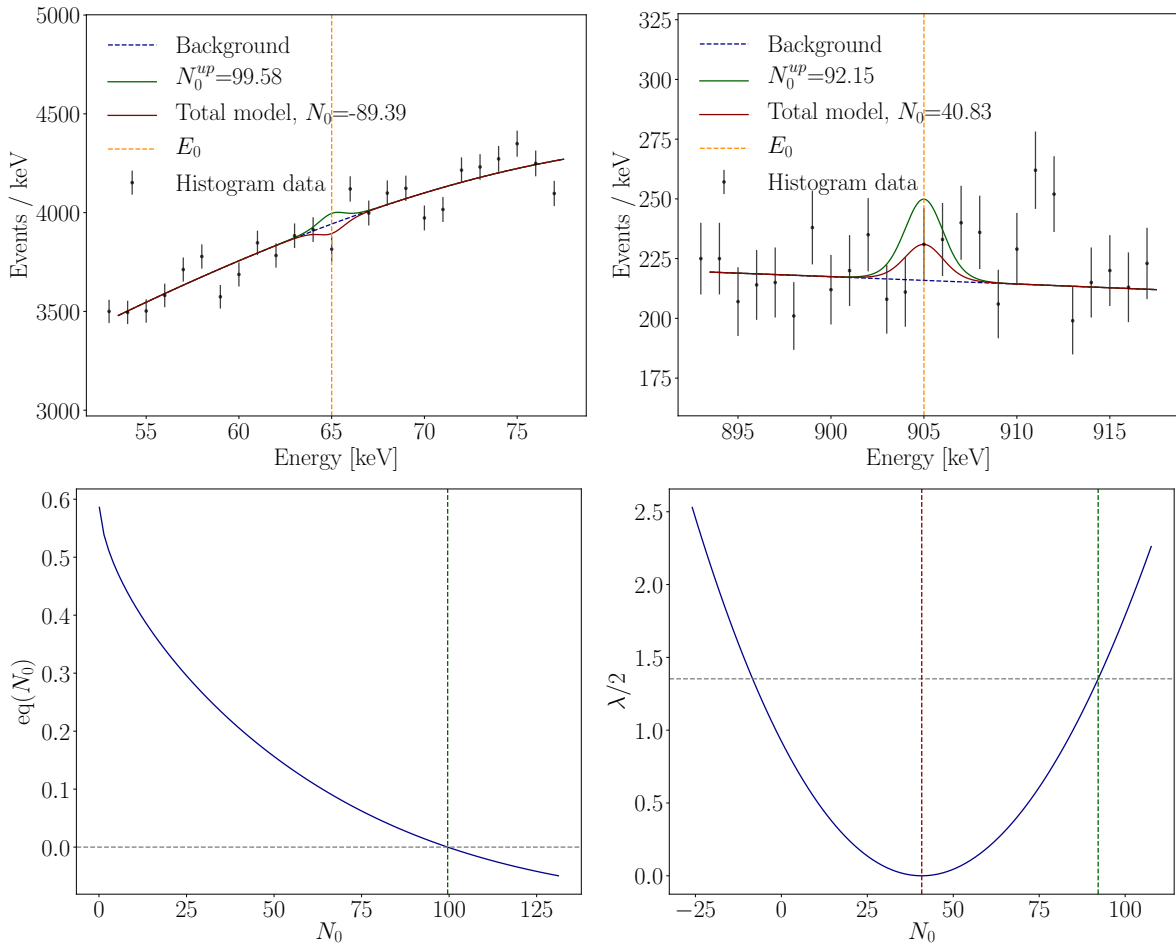 5000
4500
4000
3500
3000
Events / keV
Background
N₀ᵘᵖ=99.58
Total model, N₀=-89.39
E₀
Histogram data
55
60
65
70
75
Energy [keV]
325
300
275
250
225
200
175
Events / keV
Background
N₀ᵘᵖ=92.15
Total model, N₀=40.83
E₀
Histogram data
895
900
905
910
915
Energy [keV]
0.6
0.5
0.4
0.3
0.2
0.1
0.0
eq(N₀)
0
25
50
75
100
125
N₀
2.5
2.0
1.5
1.0
0.5
0.0
λ/2
−25
0
25
50
75
100
N₀